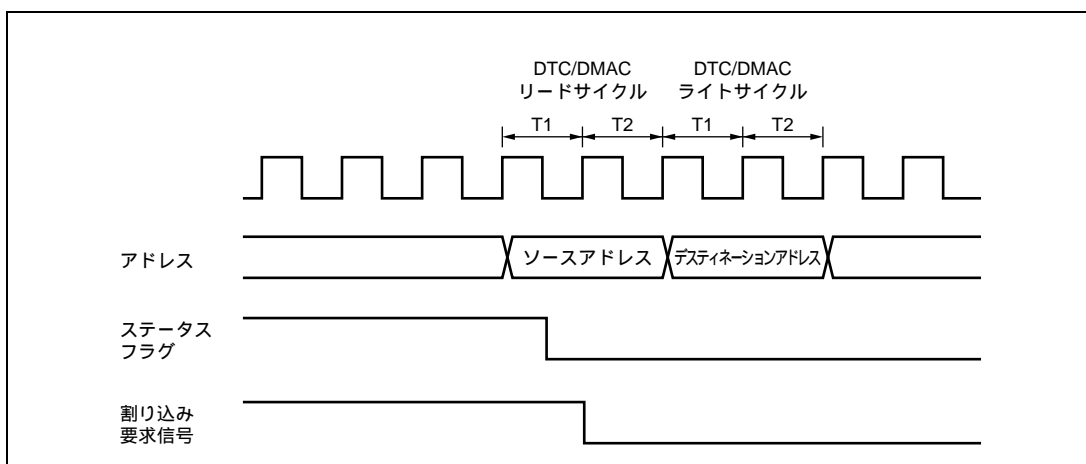 DTC/DMAC
リードサイクル
DTC/DMAC
ライトサイクル
T1
T2
T1
T2
アドレス
ソースアドレス
デスティネーションアドレス
ステータス
フラグ
割り込み
要求信号